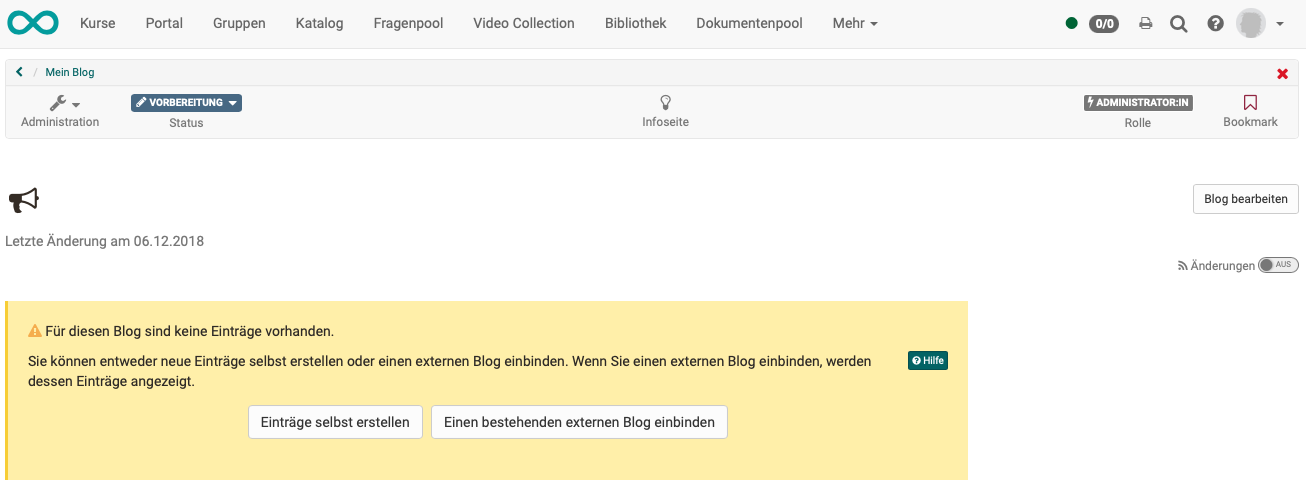 Kurse Portal Gruppen Katalog Fragenpool Video Collection Bibliothek Dokumentenpool Mehr 0/0
Mein Blog
VORBEREITUNG ADMINISTRATOR:IN
Administration Status Infoseite Rolle Bookmark
Blog bearbeiten
Letzte Änderung am 06.12.2018
Änderungen AUS
Für diesen Blog sind keine Einträge vorhanden.
Sie können entweder neue Einträge selbst erstellen oder einen externen Blog einbinden. Wenn Sie einen externen Blog einbinden, werden
dessen Einträge angezeigt.
Hilfe
Einträge selbst erstellen Einen bestehenden externen Blog einbinden